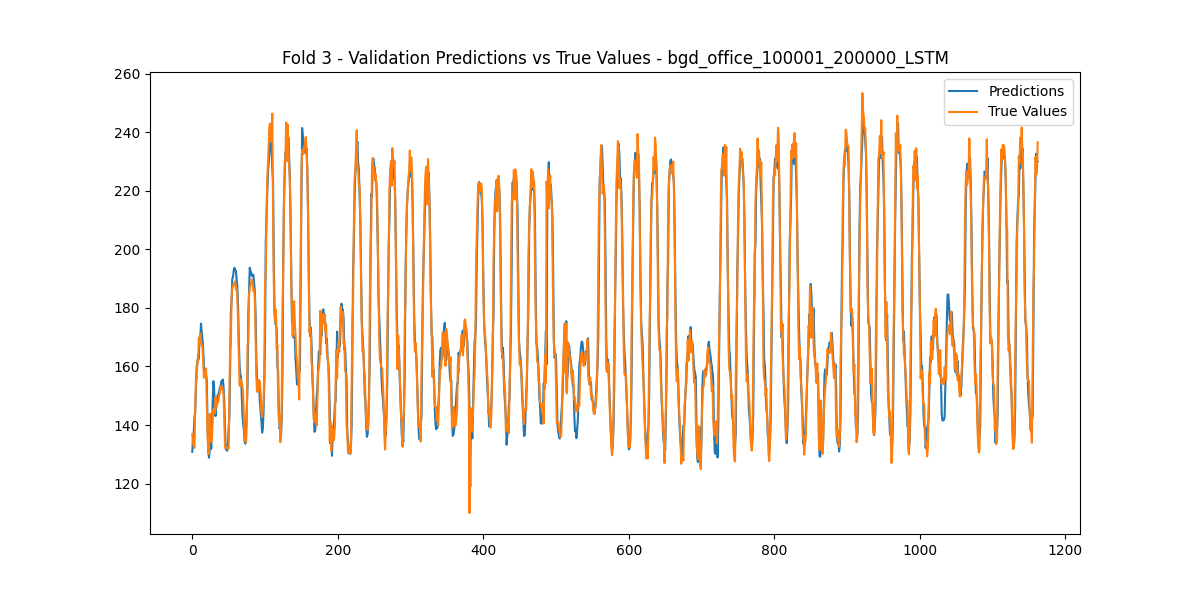 Fold 3 - Validation Predictions vs True Values - bgd_office_100001_200000_LSTM
Predictions
True Values
260
240
220
200
180
160
140
120
0 200 400 600 800 1000 1200